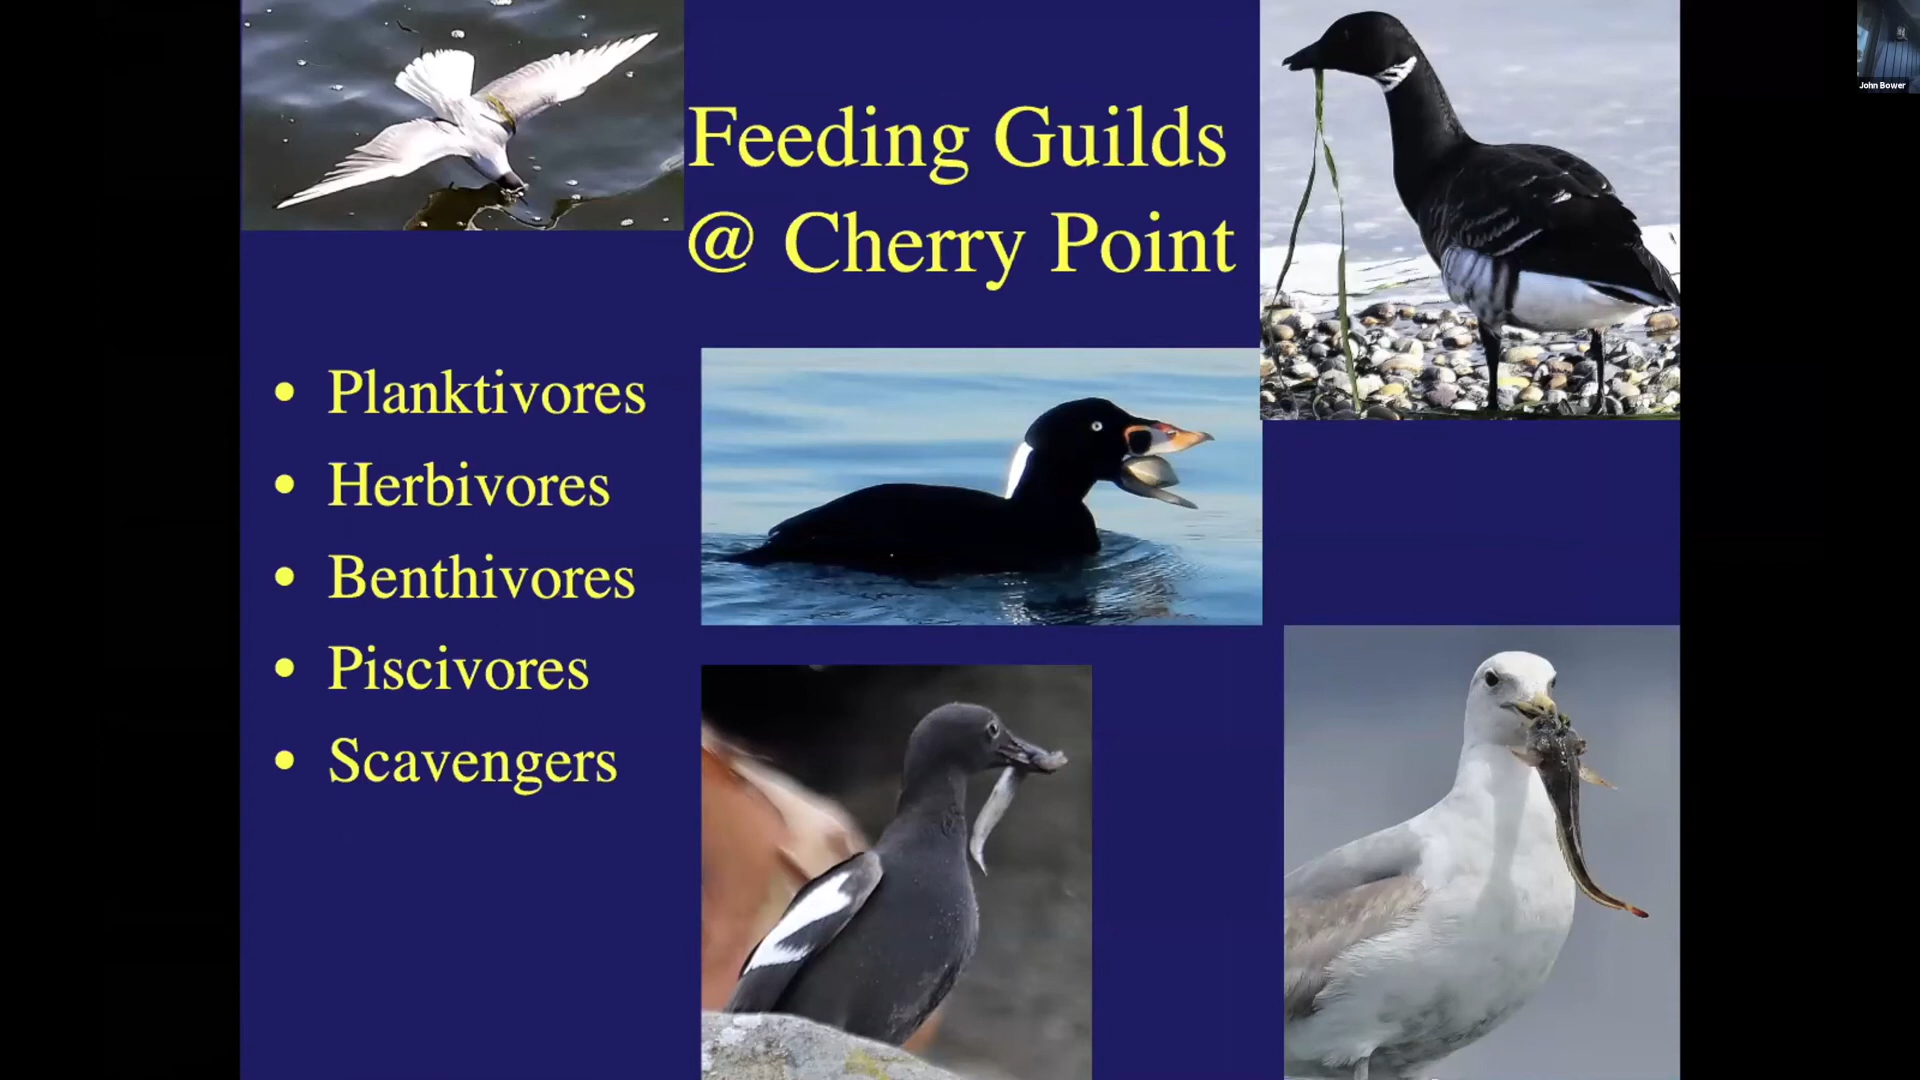 Feeding Guilds
@ Cherry Point
• Planktivores
• Herbivores
• Benthivores
• Piscivores
• Scavengers
John Bower